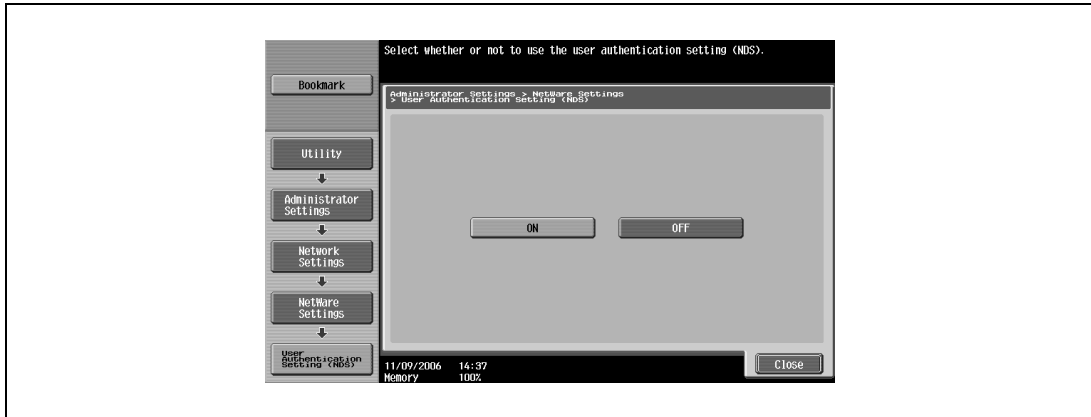 Select whether or not to use the user authentication setting (NDS).
Bookmark
Administrator Settings > NetWare Settings
> User Authentication Setting (NDS)
Utility
Administrator
Settings
Network
Settings
NetWare
Settings
User
Authentication
Setting (NDS)
ON
OFF
11/09/2006 14:37
Memory 100%
Close